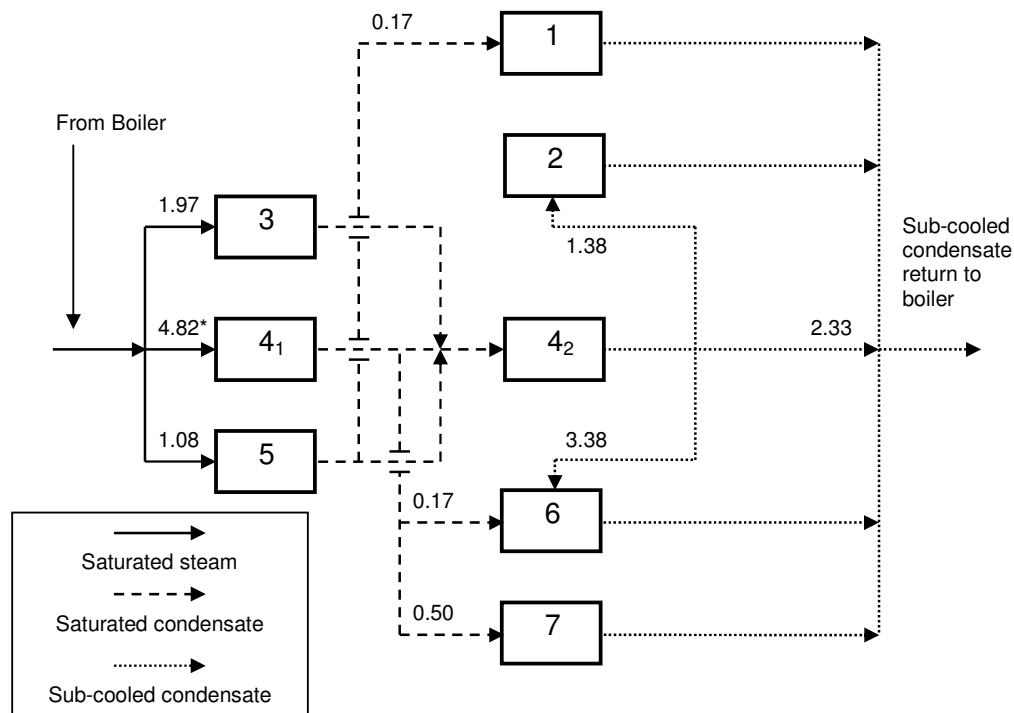 0.17
1
From Boiler
2
1.97
3
1.38
Sub-cooled
condensate
return to
boiler
4.82*
4₁
4₂
2.33
1.08
5
3.38
0.17
6
Saturated steam
0.50
7
Saturated condensate
Sub-cooled condensate